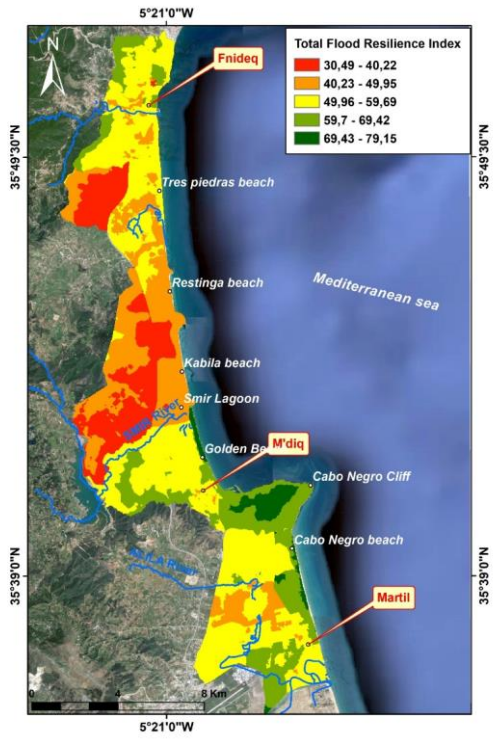 5°21'0"W
N
Total Flood Resilience Index
30,49 - 40,22
40,23 - 49,95
49,96 - 59,69
59,7 - 69,42
69,43 - 79,15
Fnideq
35°49'30"N
35°49'30"N
Tres piedras beach
Restinga beach
Mediterranean sea
Kabila beach
Smir Lagoon
River
M'diq
Golden Be
Cabo Negro Cliff
Cabo Negro beach
35°39'0"N
35°39'0"N
River
Martil
0 4 8 Km
5°21'0"W